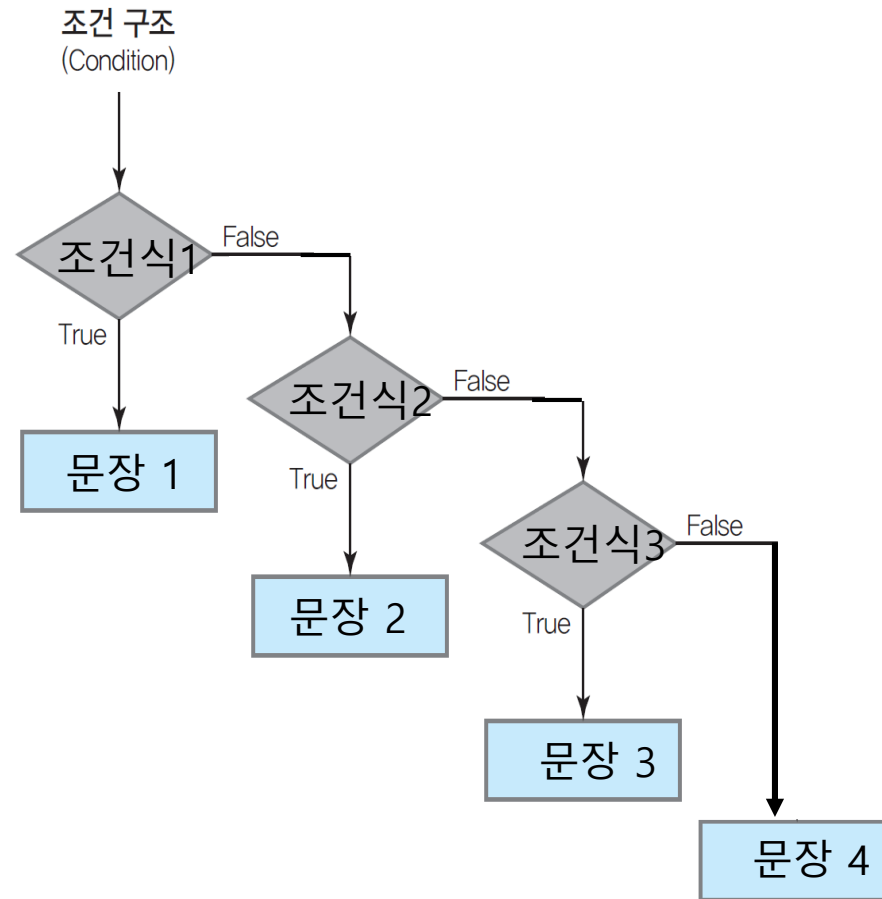 조건 구조
(Condition)
조건식1
False
True
조건식2
False
문장 1
True
조건식3
False
문장 2
True
문장 3
문장 4